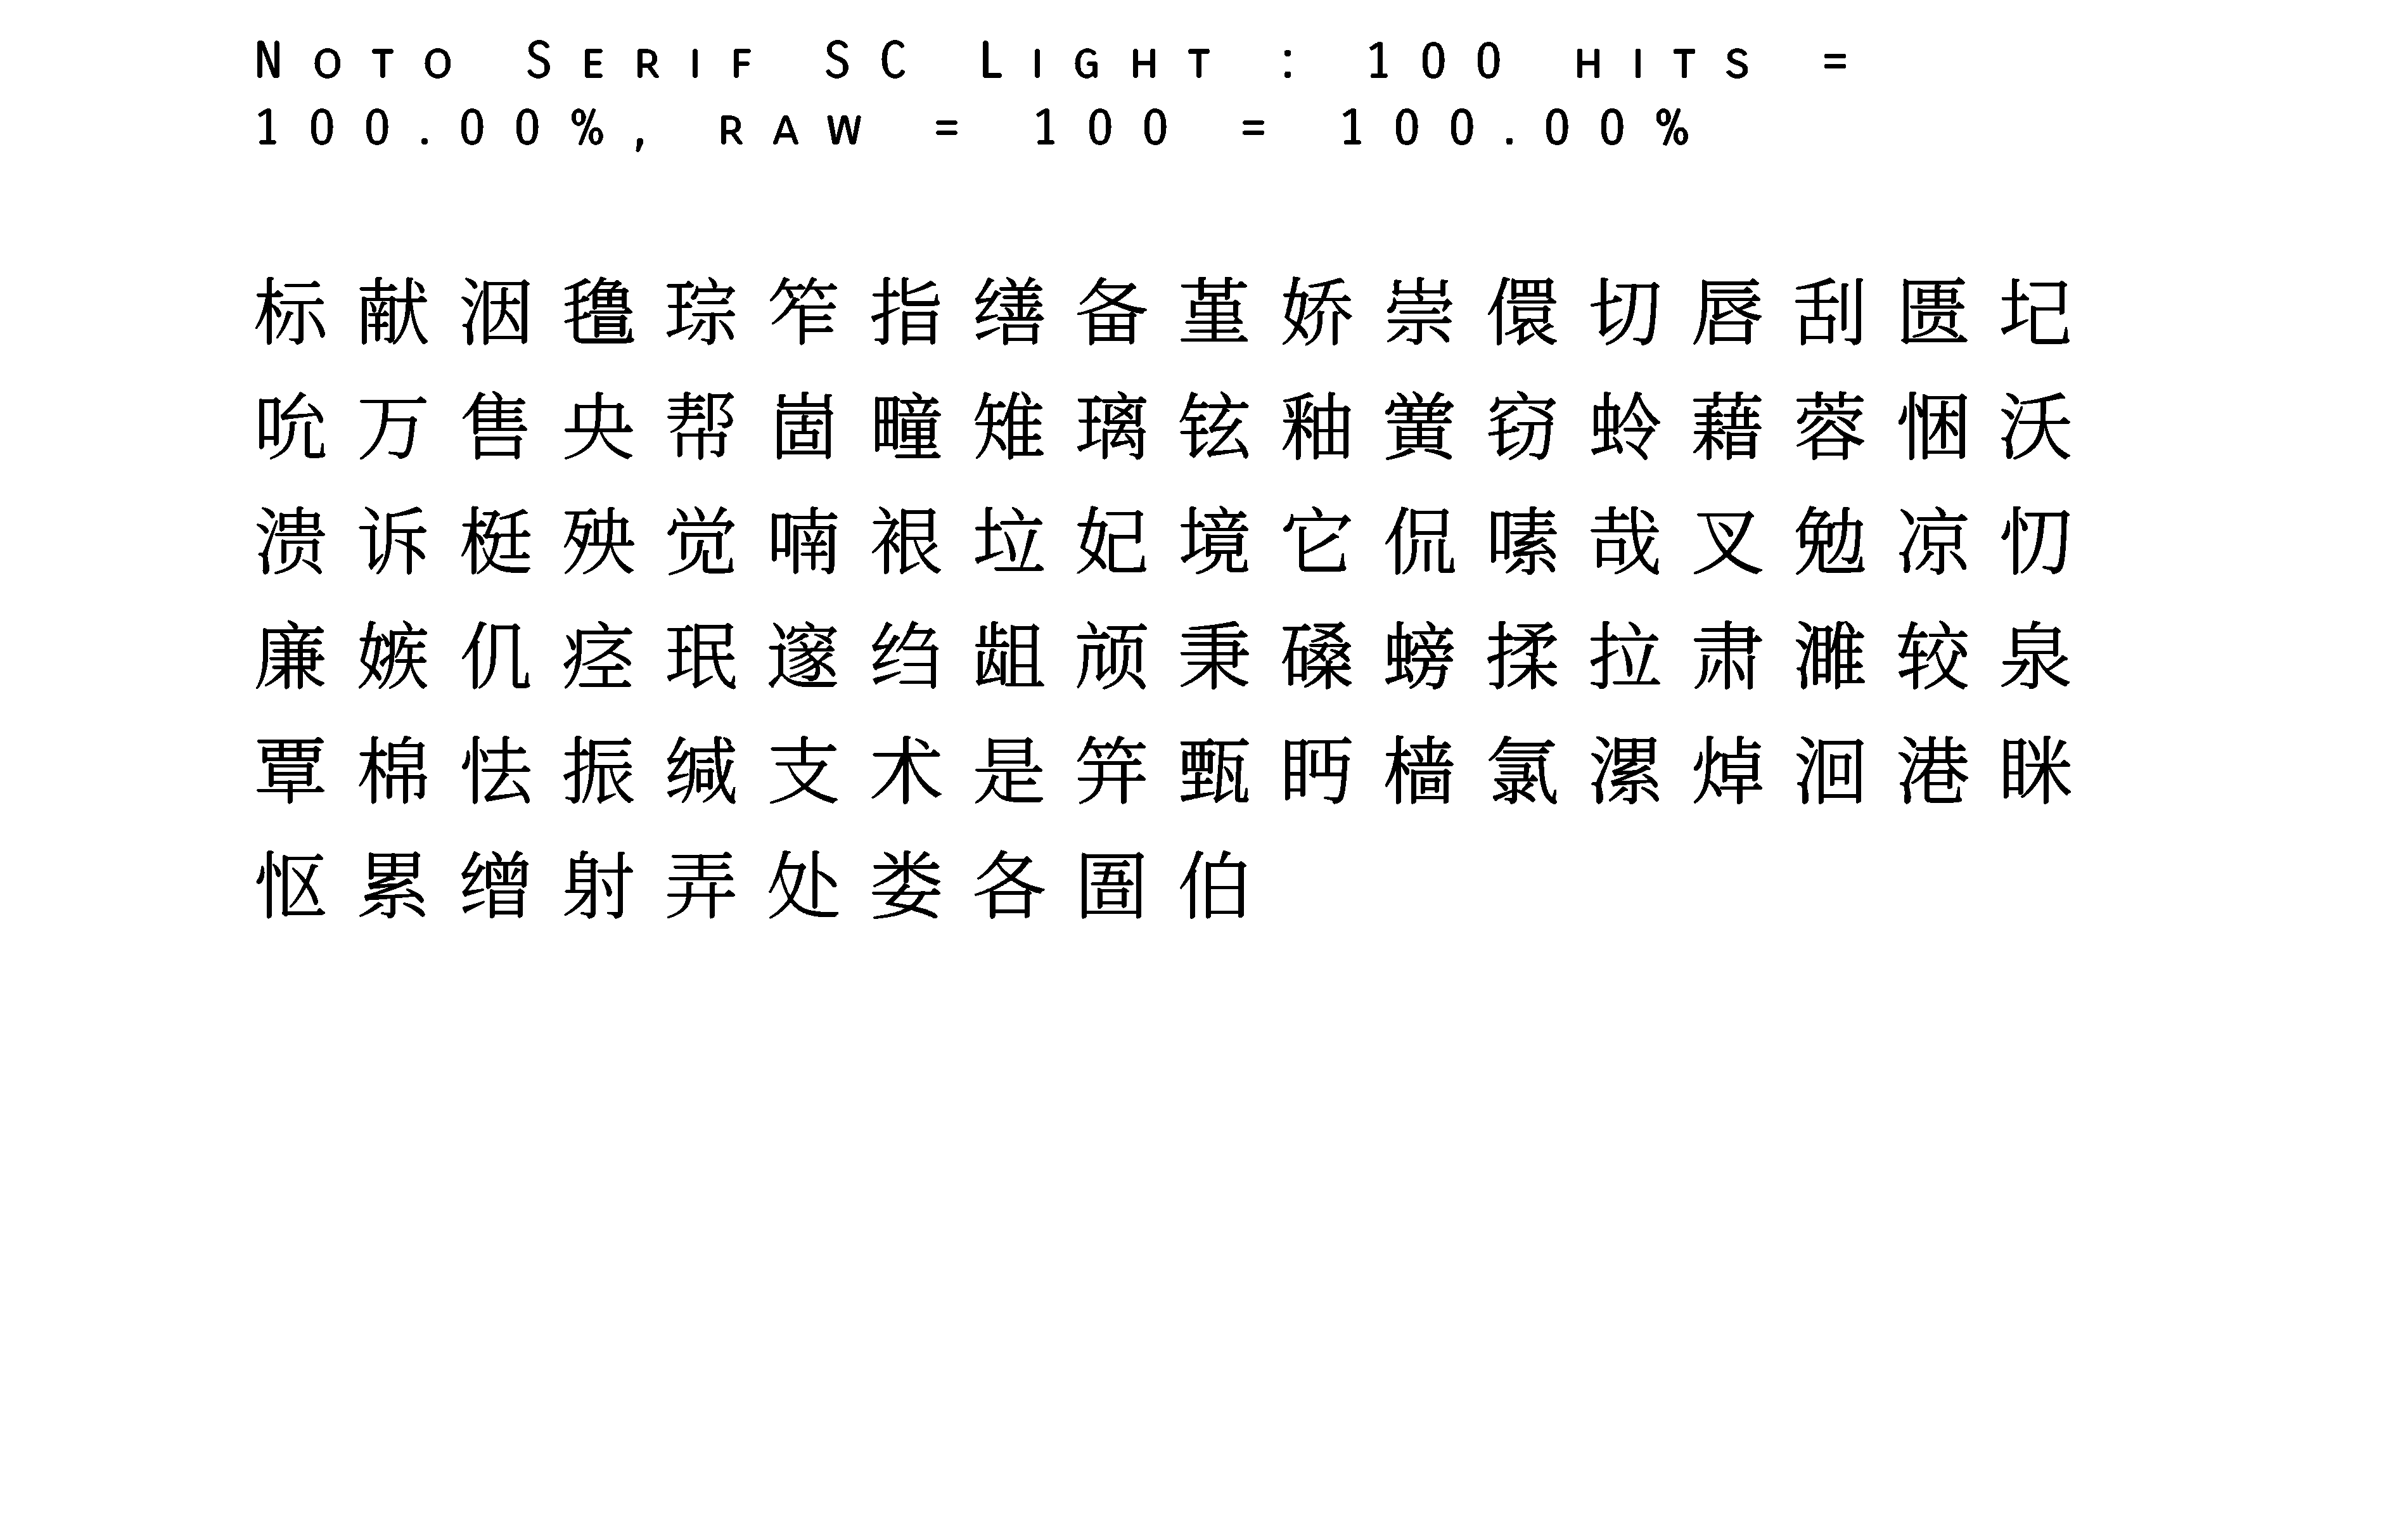 Noto Serif SC Light : 100 hits =
100.00%, raw = 100 = 100.00%
标献洇氇琮笮指缮备堇娇崇儇切唇刮匮圮
吮万售央帮崮疃雉璃铉釉黉窃蛉藉蓉悃沃
溃诉梃殃觉喃裉垃妃境它侃嗉哉叉勉凉忉
廉嫉仉痉珉邃绉龃颃秉磉螃揉拉肃濉较泉
覃棉怯振缄支术是笄甄眄樯氯漯焯洄港眯
怄累缯射弄处娄各圄伯